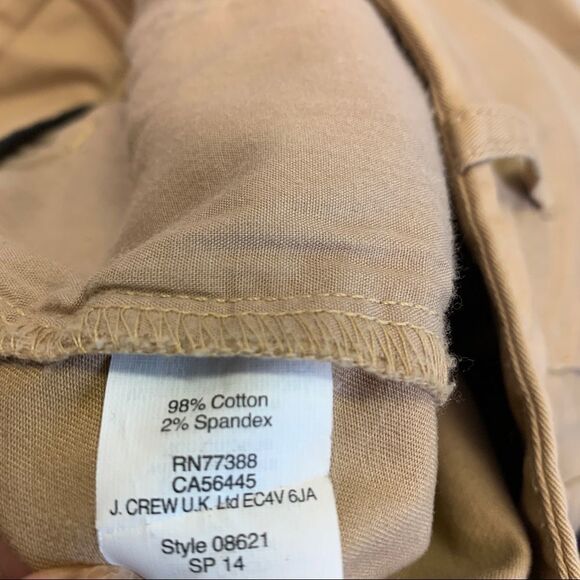 98% Cotton
2% Spandex
RN77388
CA56445
J. CREW U.K. Ltd EC4V 6JA
Style 08621
SP 14